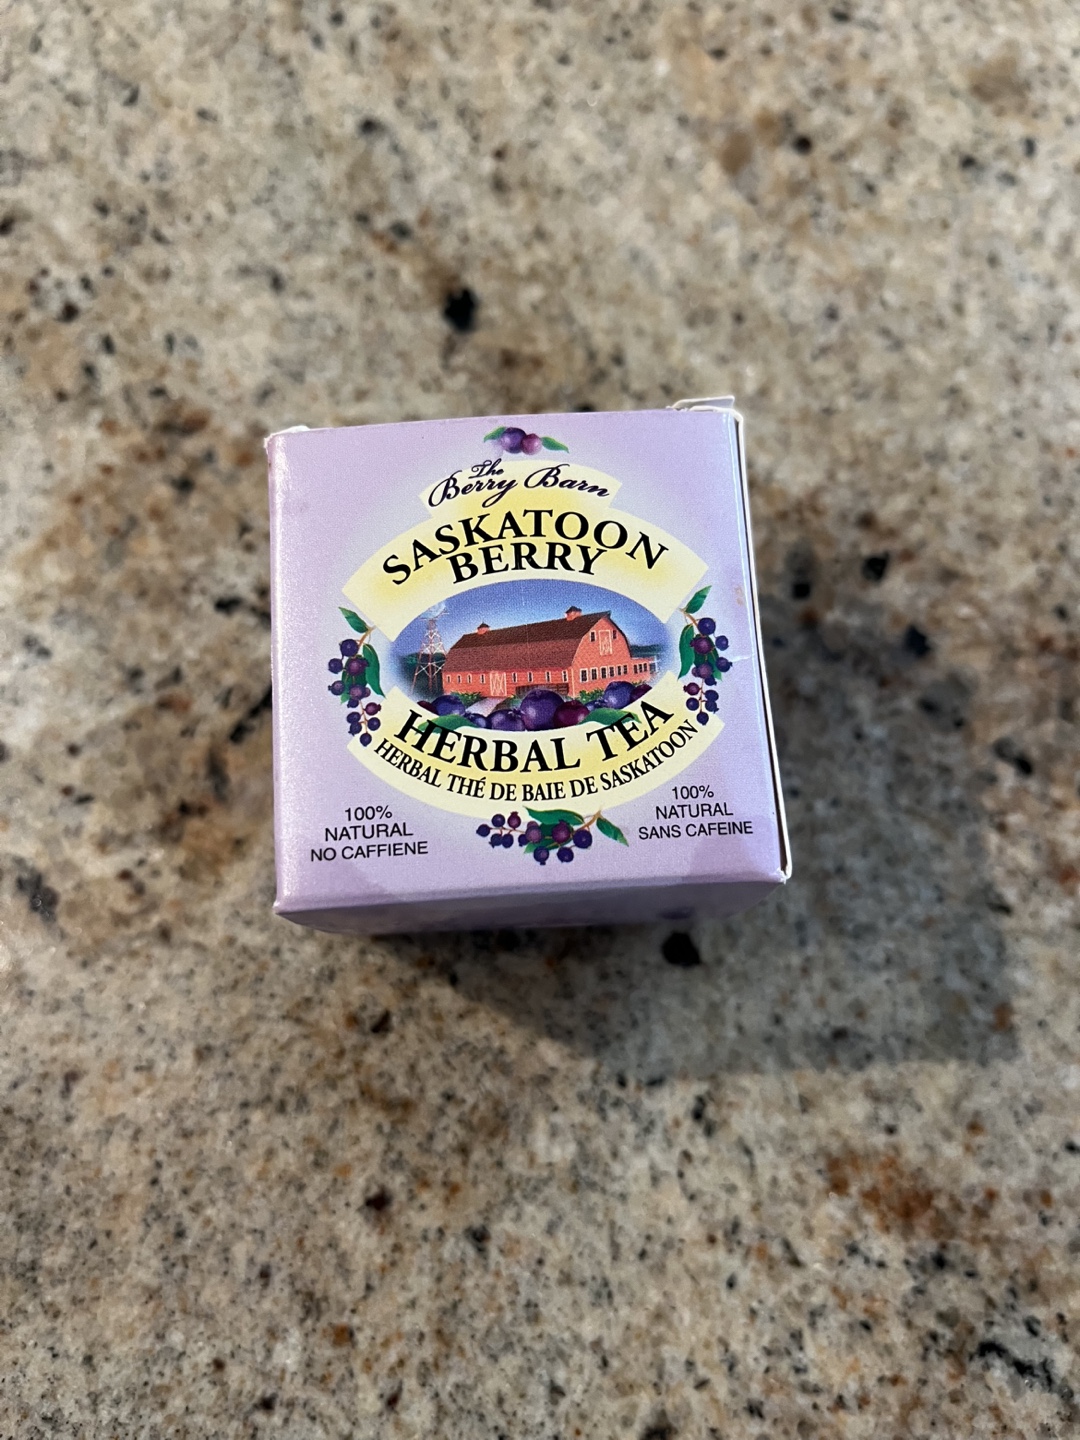 The
Berry Barn
SASKATOON
BERRY
HERBAL TEA
HERBAL THÉ DE BAIE DE SASKATOON
100%
NATURAL
NO CAFFIENE
100%
NATURAL
SANS CAFEINE